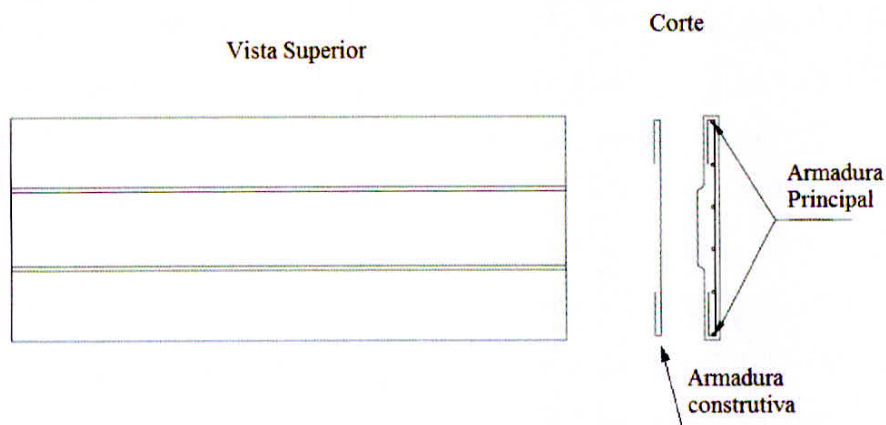 Corte
Vista Superior
Armadura
Principal
Armadura
construtiva